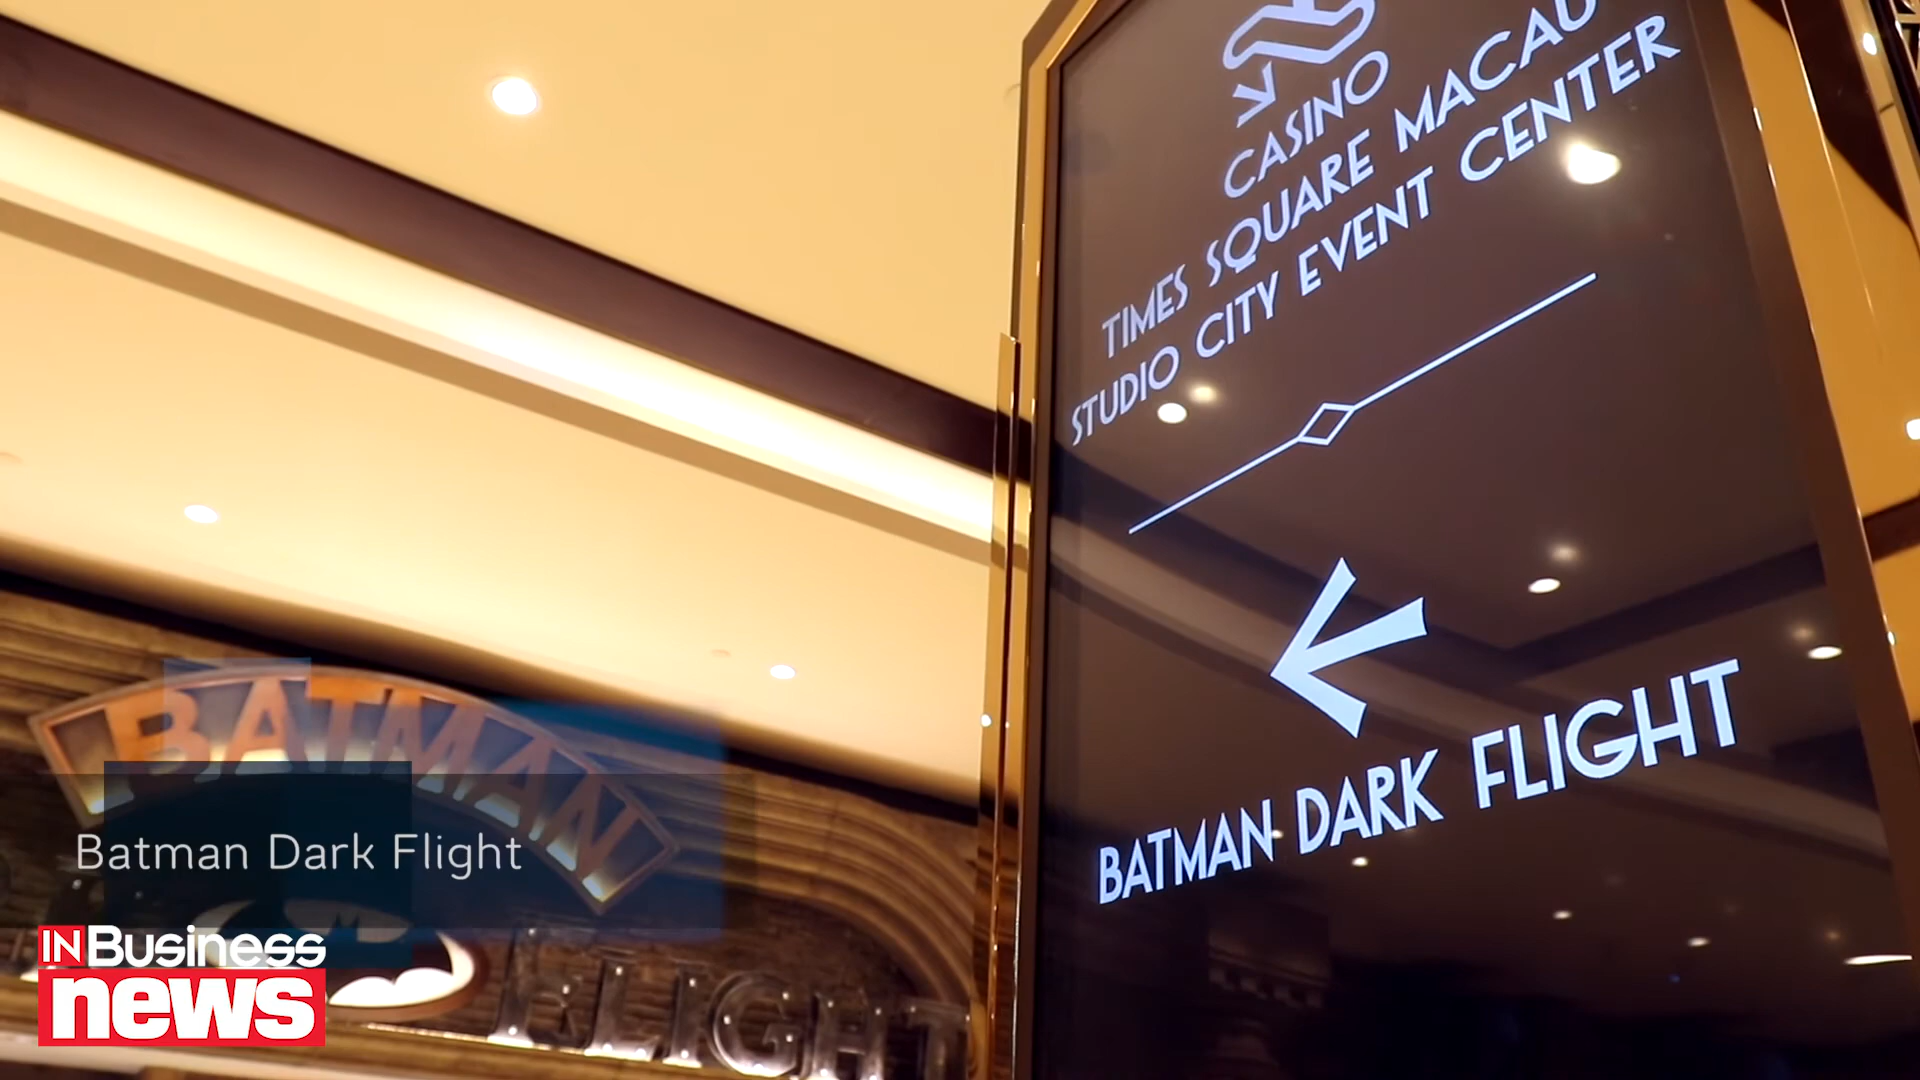 CASINO
TIMES SQUARE MACAU
STUDIO CITY EVENT CENTER
BATMAN DARK FLIGHT
BATMAN
FLIGHT
Batman Dark Flight
IN Business
news